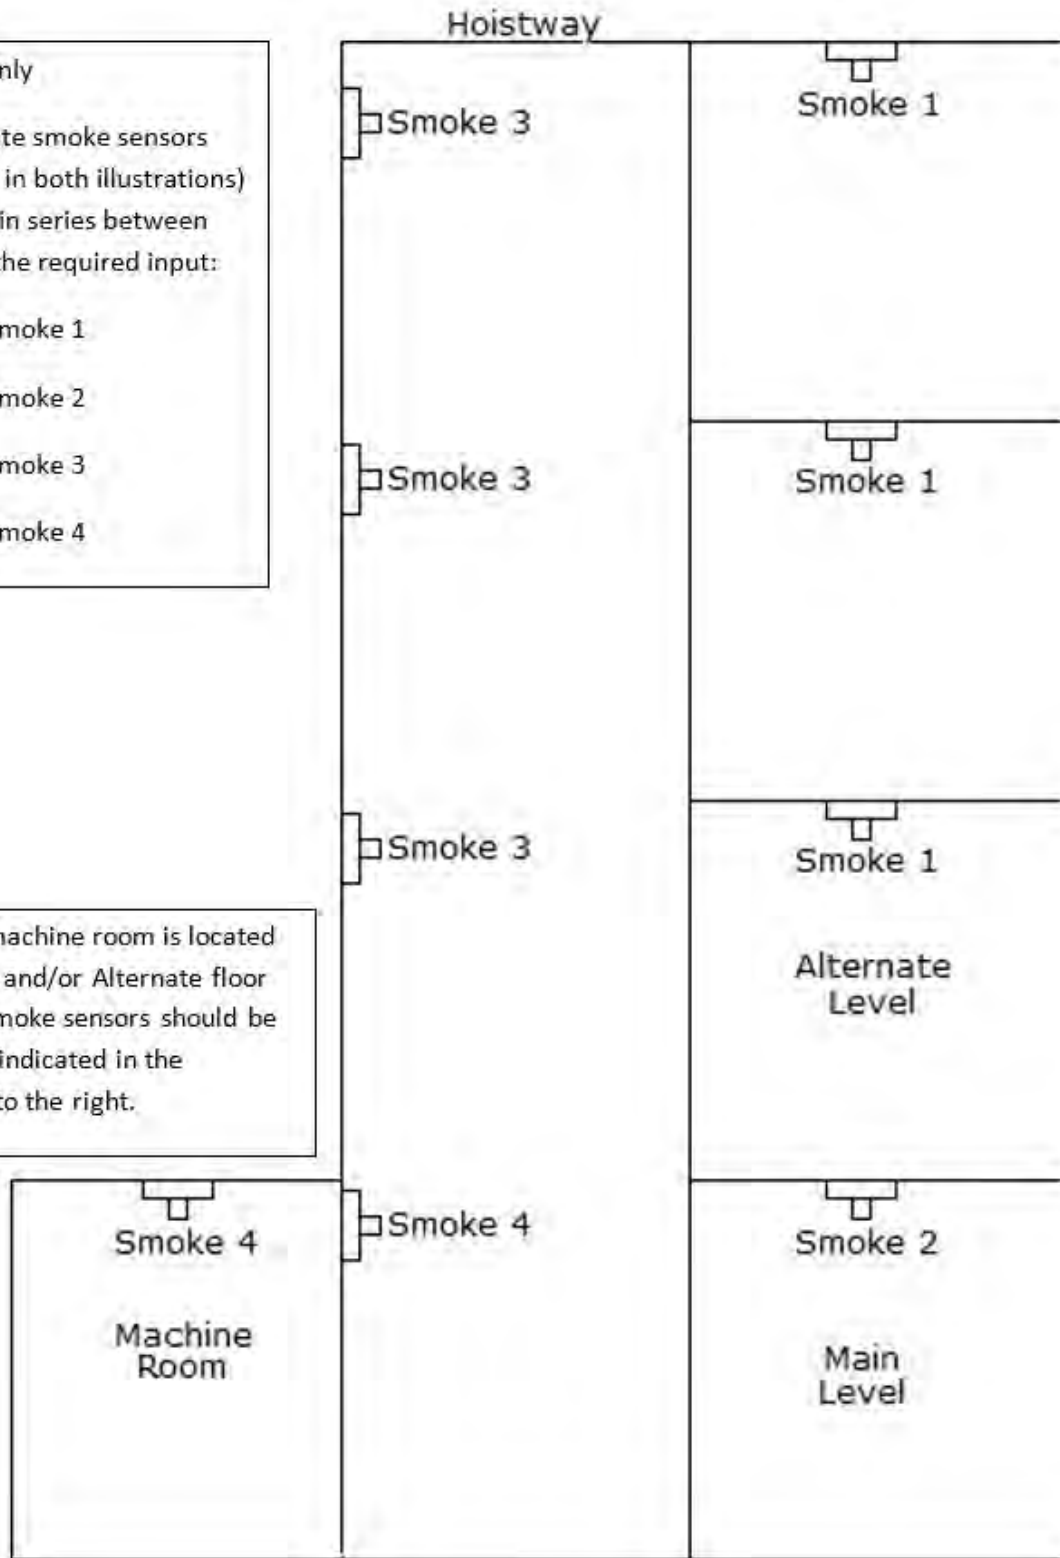 Hoistway
nly
te smoke sensors
in both illustrations)
in series between
the required input:
moke 1
moke 2
moke 3
moke 4
Smoke 3
Smoke 1
Smoke 3
Smoke 1
Smoke 3
Smoke 1
Alternate
Level
machine room is located
and/or Alternate floor
moke sensors should be
indicated in the
to the right.
Smoke 4
Machine
Room
Smoke 4
Smoke 2
Main
Level